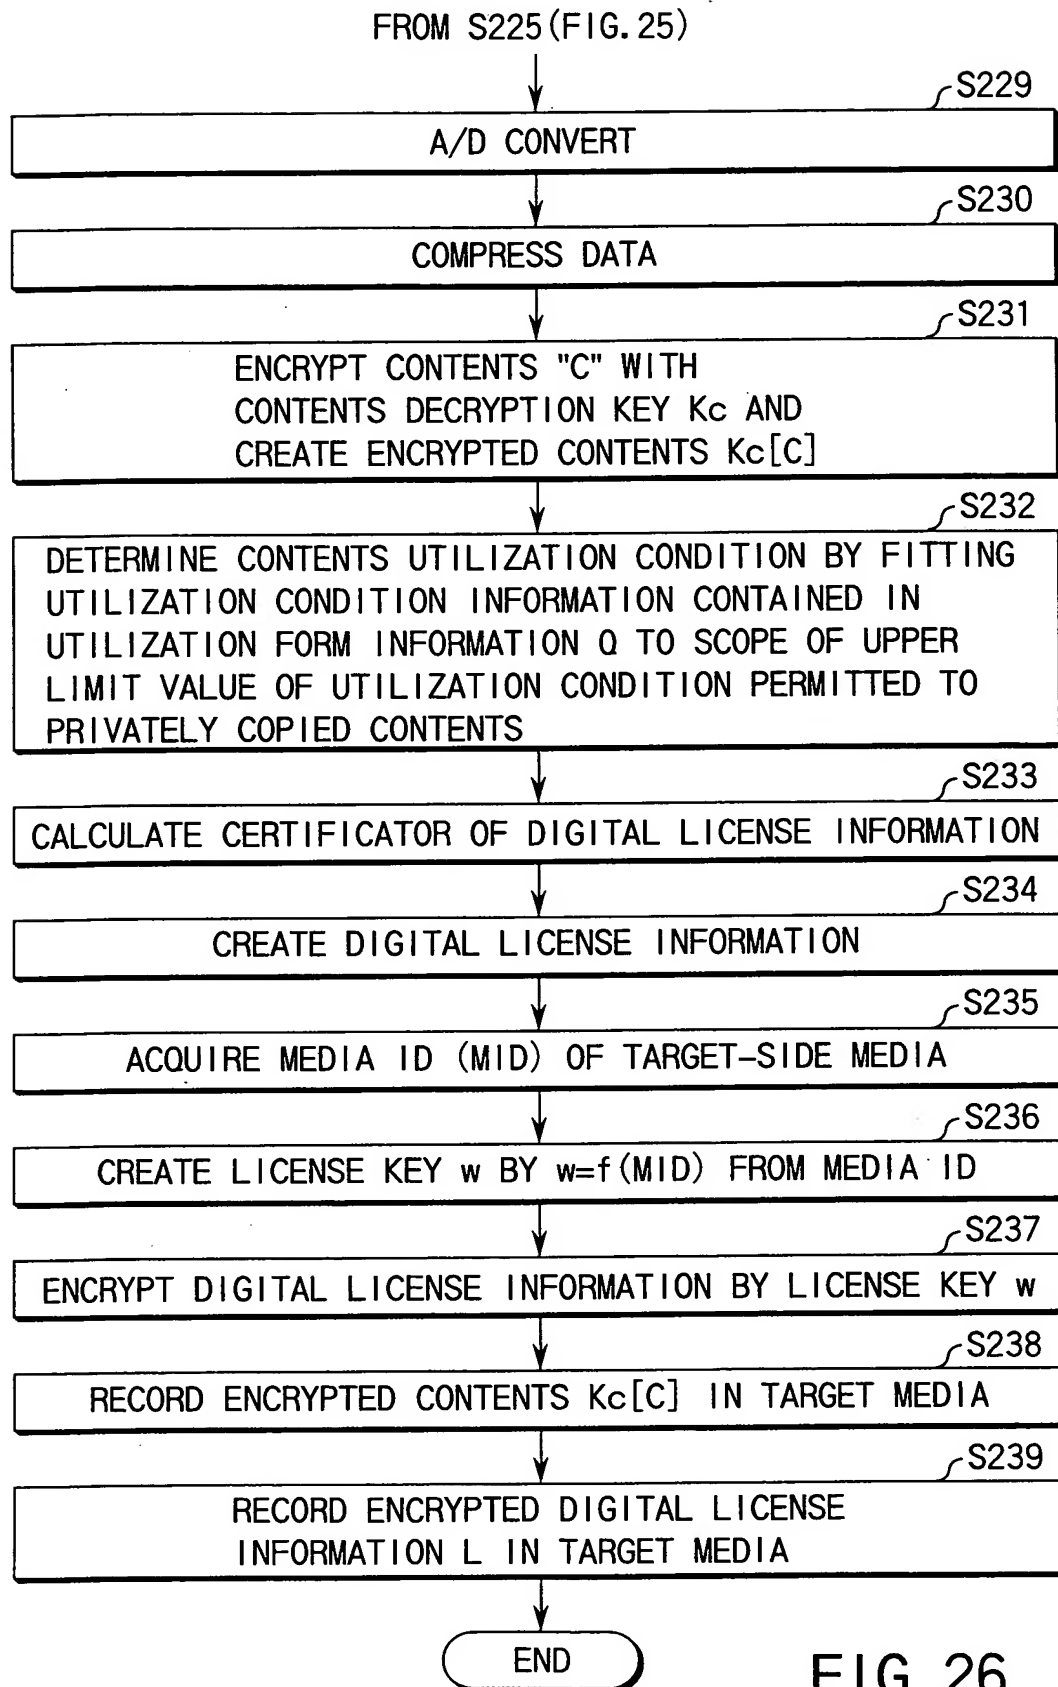 FROM S225(FIG.25)
S229
A/D CONVERT
S230
COMPRESS DATA
S231
ENCRYPT CONTENTS "C" WITH
CONTENTS DECRYPTION KEY Kc AND
CREATE ENCRYPTED CONTENTS Kc[C]
S232
DETERMINE CONTENTS UTILIZATION CONDITION BY FITTING
UTILIZATION CONDITION INFORMATION CONTAINED IN
UTILIZATION FORM INFORMATION Q TO SCOPE OF UPPER
LIMIT VALUE OF UTILIZATION CONDITION PERMITTED TO
PRIVATELY COPIED CONTENTS
S233
CALCULATE CERTIFICATOR OF DIGITAL LICENSE INFORMATION
S234
CREATE DIGITAL LICENSE INFORMATION
S235
ACQUIRE MEDIA ID (MID) OF TARGET-SIDE MEDIA
S236
CREATE LICENSE KEY w BY w=f(MID) FROM MEDIA ID
S237
ENCRYPT DIGITAL LICENSE INFORMATION BY LICENSE KEY w
S238
RECORD ENCRYPTED CONTENTS Kc[C] IN TARGET MEDIA
S239
RECORD ENCRYPTED DIGITAL LICENSE
INFORMATION L IN TARGET MEDIA
END
FIG. 26